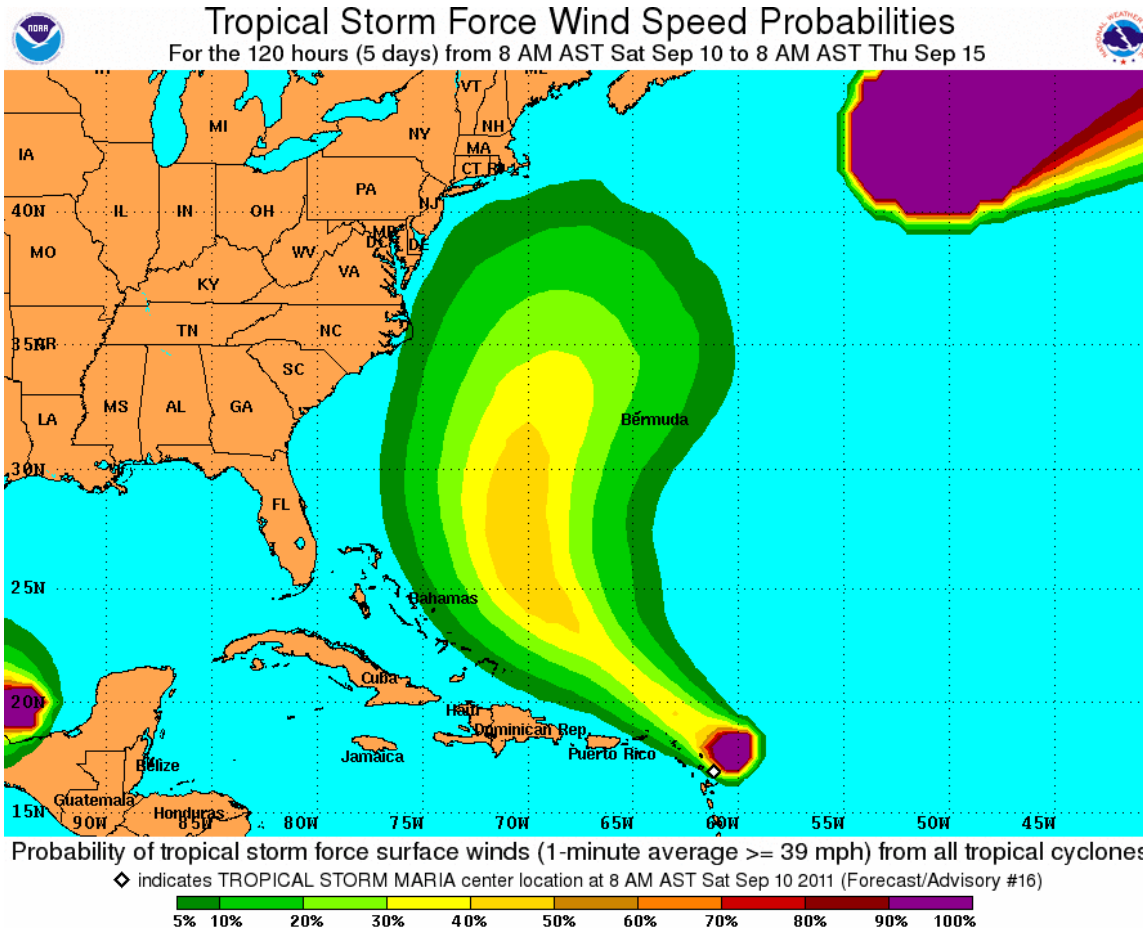 Tropical Storm Force Wind Speed Probabilities
For the 120 hours (5 days) from 8 AM AST Sat Sep 10 to 8 AM AST Thu Sep 15
NOAA
VT
MI
NY
NH
IA
MA
CT RI
PA
NJ
40N
IL
IN
OH
MD
MO
WV
DC
DE
VA
KY
TN
NC
35N
AR
SC
LA
MS
AL
GA
Bermuda
30N
FL
25N
Bahamas
Cuba
20N
Haiti
Dominican Rep
Jamaica
Puerto Rico
Belize
Guatemala
15N
Honduras
90W 85W 80W 75W 70W 65W 60W 55W 50W 45W
Probability of tropical storm force surface winds (1-minute average >= 39 mph) from all tropical cyclones
indicates TROPICAL STORM MARIA center location at 8 AM AST Sat Sep 10 2011 (Forecast/Advisory #16)
5% 10% 20% 30% 40% 50% 60% 70% 80% 90% 100%